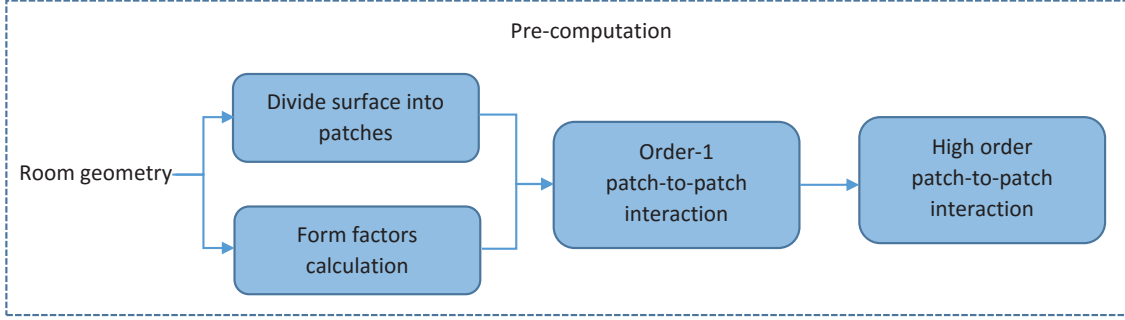 Pre-computation
Divide surface into
patches
Room geometry
Form factors
calculation
Order-1
patch-to-patch
interaction
High order
patch-to-patch
interaction